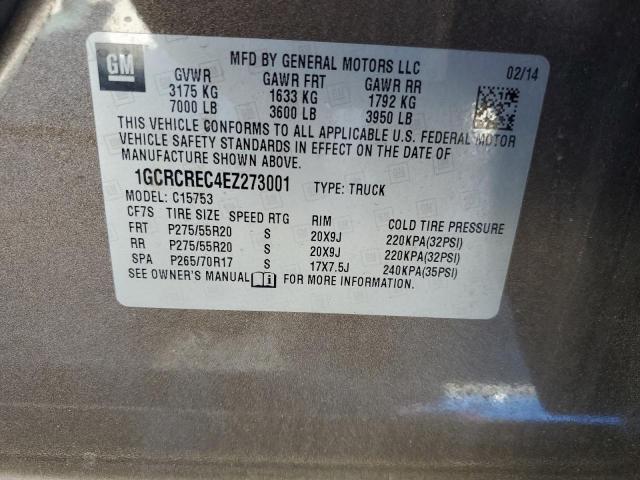 GM
MFD BY GENERAL MOTORS LLC
02/14
GVWR GAWR FRT GAWR RR
3175 KG 1633 KG 1792 KG
7000 LB 3600 LB 3950 LB
THIS VEHICLE CONFORMS TO ALL APPLICABLE U.S. FEDERAL MOTOR
VEHICLE SAFETY STANDARDS IN EFFECT ON THE DATE OF
MANUFACTURE SHOWN ABOVE.
1GCRCREC4EZ273001 TYPE: TRUCK
MODEL: C15753
CF7S TIRE SIZE SPEED RTG RIM COLD TIRE PRESSURE
FRT P275/55R20 S 20X9J 220KPA(32PSI)
RR P275/55R20 S 20X9J 220KPA(32PSI)
SPA P265/70R17 S 17X7.5J 240KPA(35PSI)
SEE OWNER'S MANUAL FOR MORE INFORMATION.